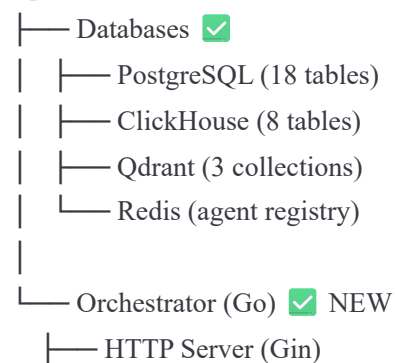 ├── Databases ✅
│   ├── PostgreSQL (18 tables)
│   ├── ClickHouse (8 tables)
│   ├── Qdrant (3 collections)
│   └── Redis (agent registry)
│
└── Orchestrator (Go) ✅ NEW
    ├── HTTP Server (Gin)